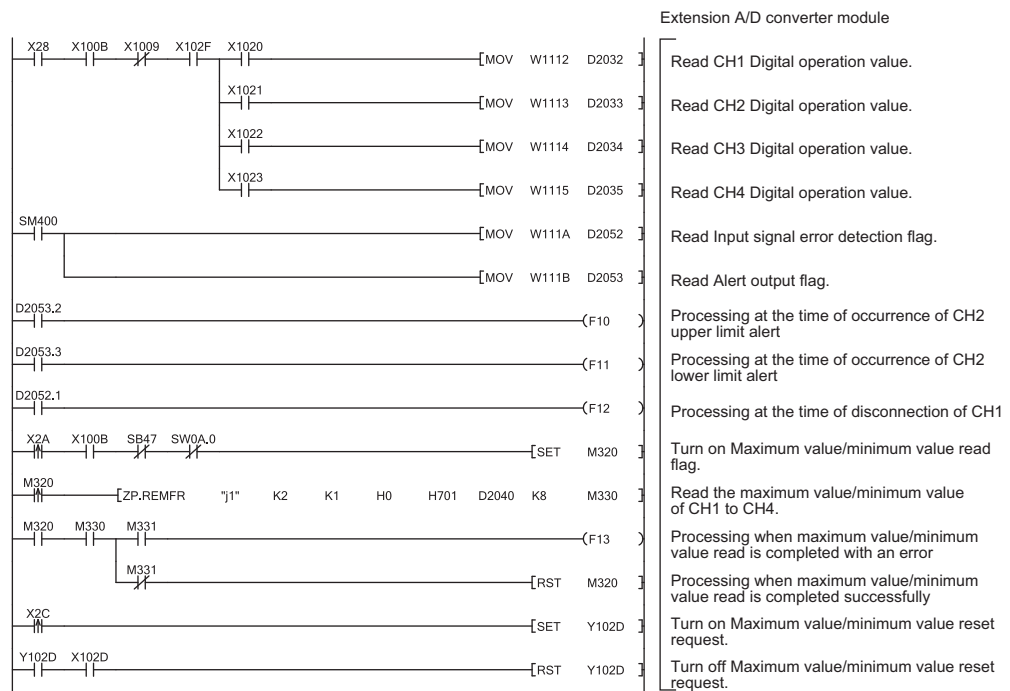 Extension A/D converter module
X28 X100B X1009 X102F X1020
MOV W1112 D2032
Read CH1 Digital operation value.
X1021
MOV W1113 D2033
Read CH2 Digital operation value.
X1022
MOV W1114 D2034
Read CH3 Digital operation value.
X1023
MOV W1115 D2035
Read CH4 Digital operation value.
SM400
MOV W111A D2052
Read Input signal error detection flag.
MOV W111B D2053
Read Alert output flag.
D2053.2
F10
Processing at the time of occurrence of CH2
upper limit alert
D2053.3
F11
Processing at the time of occurrence of CH2
lower limit alert
D2052.1
F12
Processing at the time of disconnection of CH1
X2A X100B SB47 SW0A.0
SET M320
Turn on Maximum value/minimum value read
flag.
M320
ZP.REMFR "j1" K2 K1 H0 H701 D2040 K8 M330
Read the maximum value/minimum value
of CH1 to CH4.
M320 M330 M331
F13
Processing when maximum value/minimum
value read is completed with an error
M331
RST M320
Processing when maximum value/minimum
value read is completed successfully
X2C
SET Y102D
Turn on Maximum value/minimum value reset
request.
Y102D X102D
RST Y102D
Turn off Maximum value/minimum value reset
request.